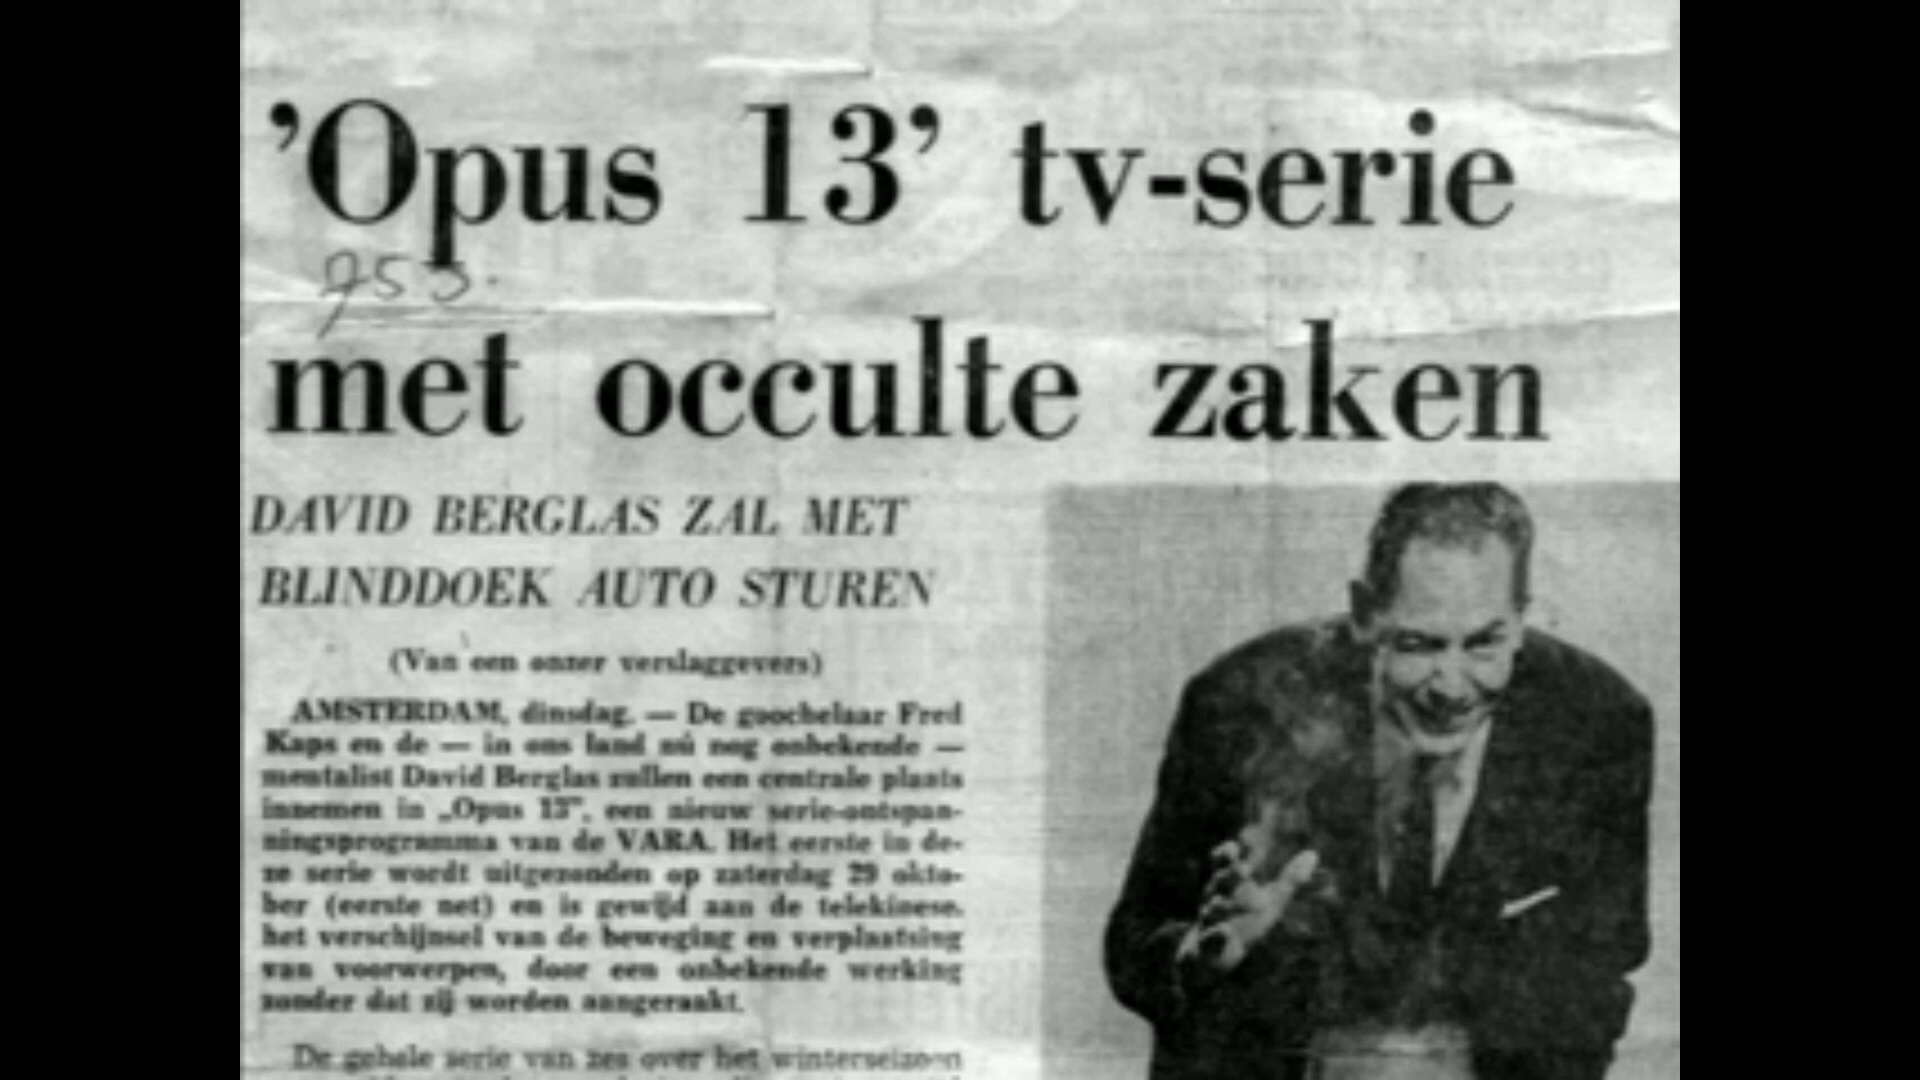 ’Opus 13’ tv-serie
met occulte zaken
DAVID BERGLAS ZAL MET
BLINDDOEK AUTO STUREN
(Van een onzer verslaggevers)
AMSTERDAM, dinsdag. — De goochelaar Fred
Kaps en de — in ons land nú nog onbekende —
mentalist David Berglas zullen een centrale plaats
innemen in „Opus 13”, een nieuw serie-ontspan-
ningsprogramma van de VARA. Het eerste in de-
ze serie wordt uitgezonden op zaterdag 29 okto-
ber (eerste net) en is gewijd aan de telekinese,
het verschijnsel van de beweging en verplaatsing
van voorwerpen, door een onbekende werking
zonder dat zij worden aangeraakt.
De gehele serie van zes over het winterseizoen